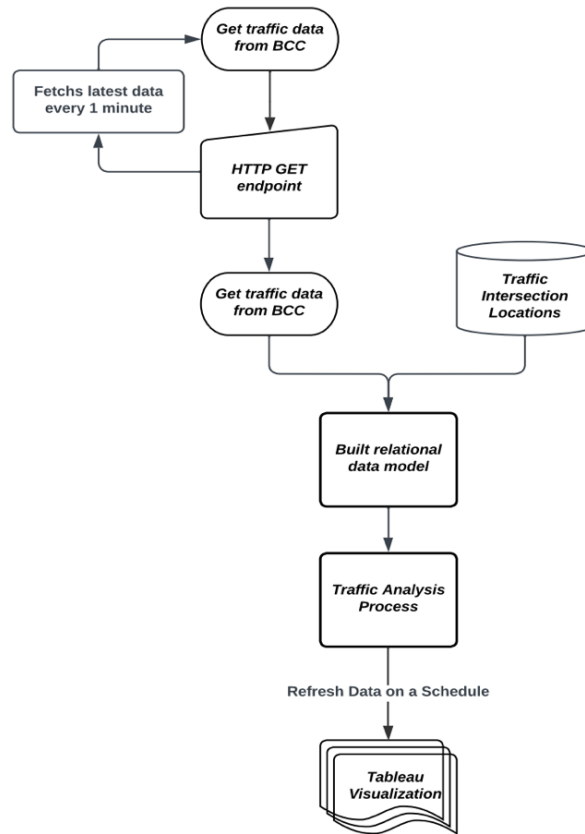 Get traffic data
from BCC
Fetchs latest data
every 1 minute
HTTP GET
endpoint
Get traffic data
from BCC
Traffic
Intersection
Locations
Built relational
data model
Traffic Analysis
Process
Refresh Data on a Schedule
Tableau
Visualization